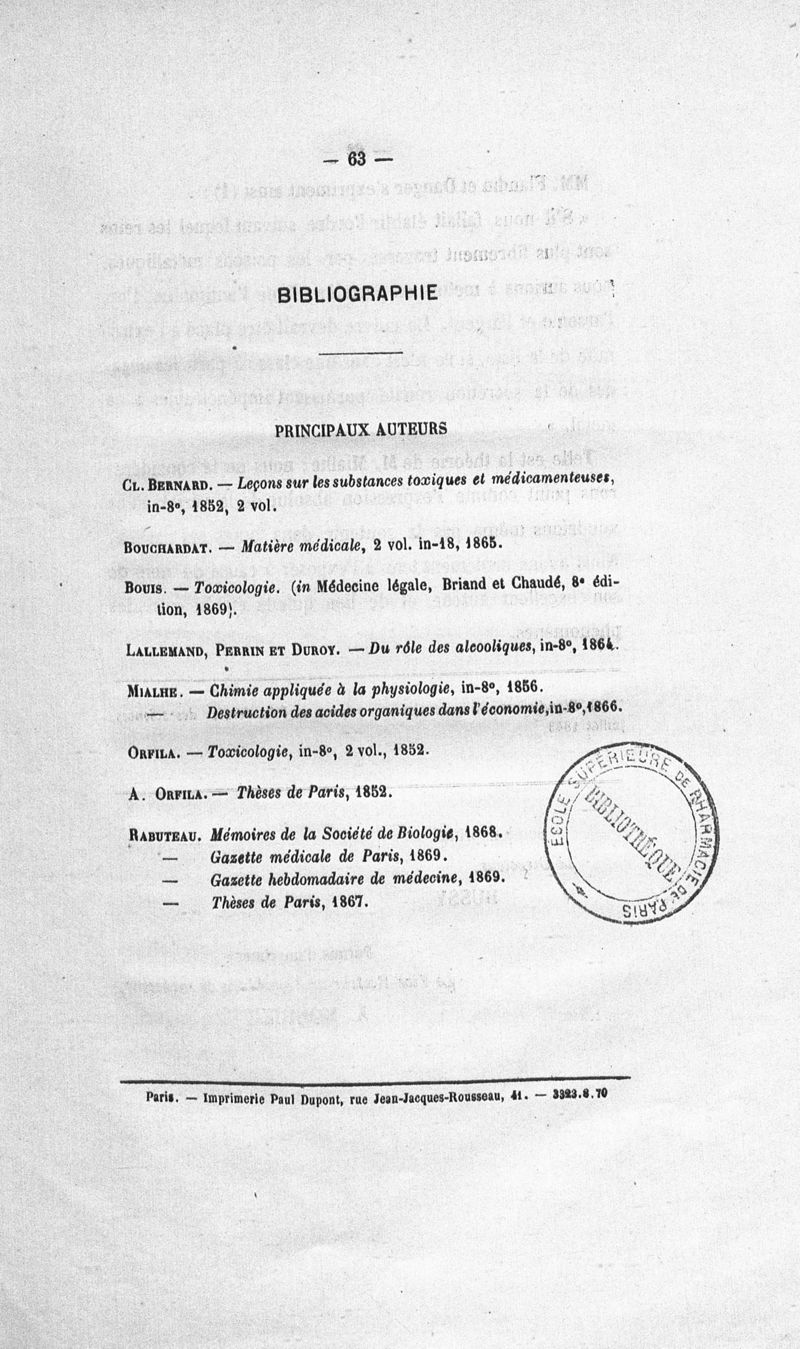 — 63 —
BIBLIOGRAPHIE
PRINCIPAUX AUTEURS
CL. BERNARD. — Leçons sur les substances toxiques et médicamenteuses,
in-8°, 1852, 2 vol.
BOUCHARDAT. — Matière médicale, 2 vol. in-18, 1865.
BOUIS. — Toxicologie. (in Médecine légale, Briand et Chaudé, 8e édi-
tion, 1869).
LALLEMAND, PERRIN ET DUROY. — Du rôle des alcooliques, in-8°, 1864.
MIALHE. — Chimie appliquée à la physiologie, in-8°, 1856.
— Destruction des acides organiques dans l'économie, in-8°, 1866.
ORFILA. — Toxicologie, in-8°, 2 vol., 1852.
A. ORFILA. — Thèses de Paris, 1852.
RABUTEAU. Mémoires de la Société de Biologie, 1868.
— Gazette médicale de Paris, 1869.
— Gazette hebdomadaire de médecine, 1869.
— Thèses de Paris, 1867.
ECOLE SUPÉRIEURE DE PHARMACIE DE PARIS
BIBLIOTHÉQUE
Paris. — Imprimerie Paul Dupont, rue Jean-Jacques-Rousseau, 41. — 3323.8.70